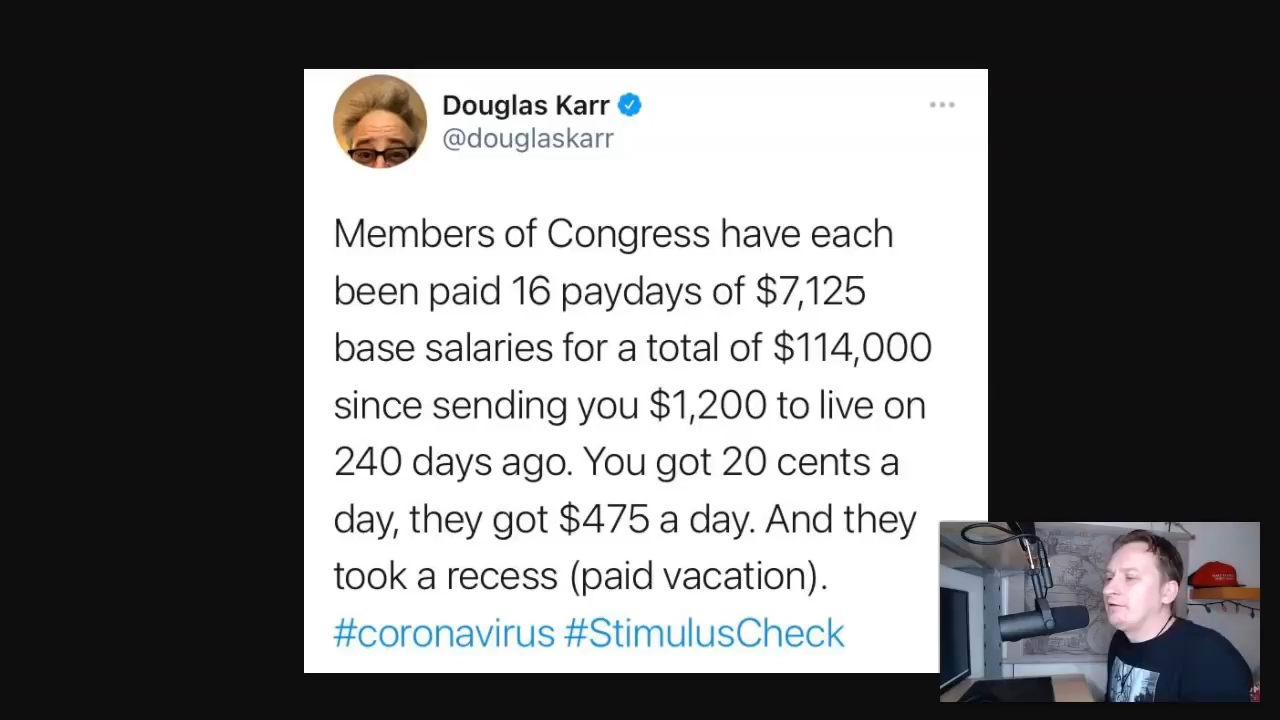 Douglas Karr
@douglaskarr
Members of Congress have each
been paid 16 paydays of $7,125
base salaries for a total of $114,000
since sending you $1,200 to live on
240 days ago. You got 20 cents a
day, they got $475 a day. And they
took a recess (paid vacation).
#coronavirus #StimulusCheck